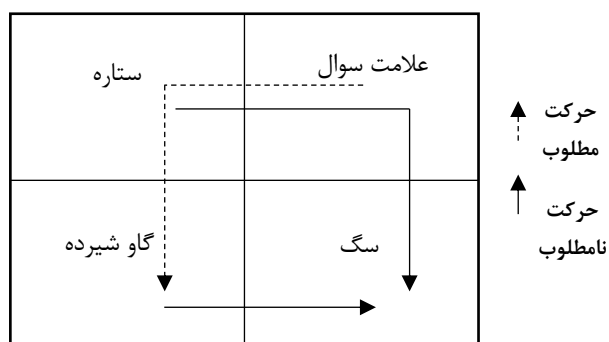 علامت سوال
ستاره
سگ
گاو شیرده
حرکت
مطلوب
حرکت
نامطلوب